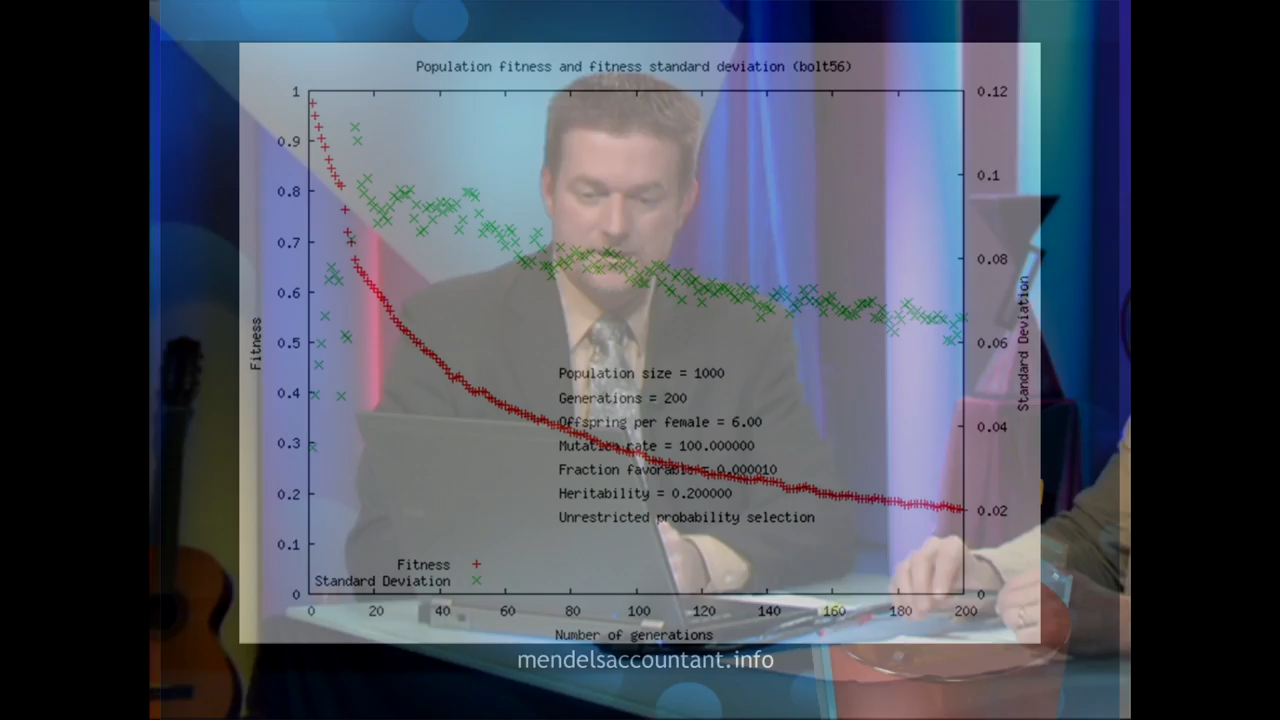 Population fitness and fitness standard deviation (bolt56)
1
0.9
0.8
0.7
0.6
0.5
0.4
0.3
0.2
0.1
0
Fitness
0.12
0.1
0.08
0.06
0.04
0.02
0
Standard Deviation
Population size = 1000
Generations = 200
Offspring per female = 6.00
Mutation rate = 100.000000
Fraction favorable = 0.000010
Heritability = 0.200000
Unrestricted probability selection
Fitness
Standard Deviation
0 20 40 60 80 100 120 140 160 180 200
Number of generations
mendelsaccountant.info